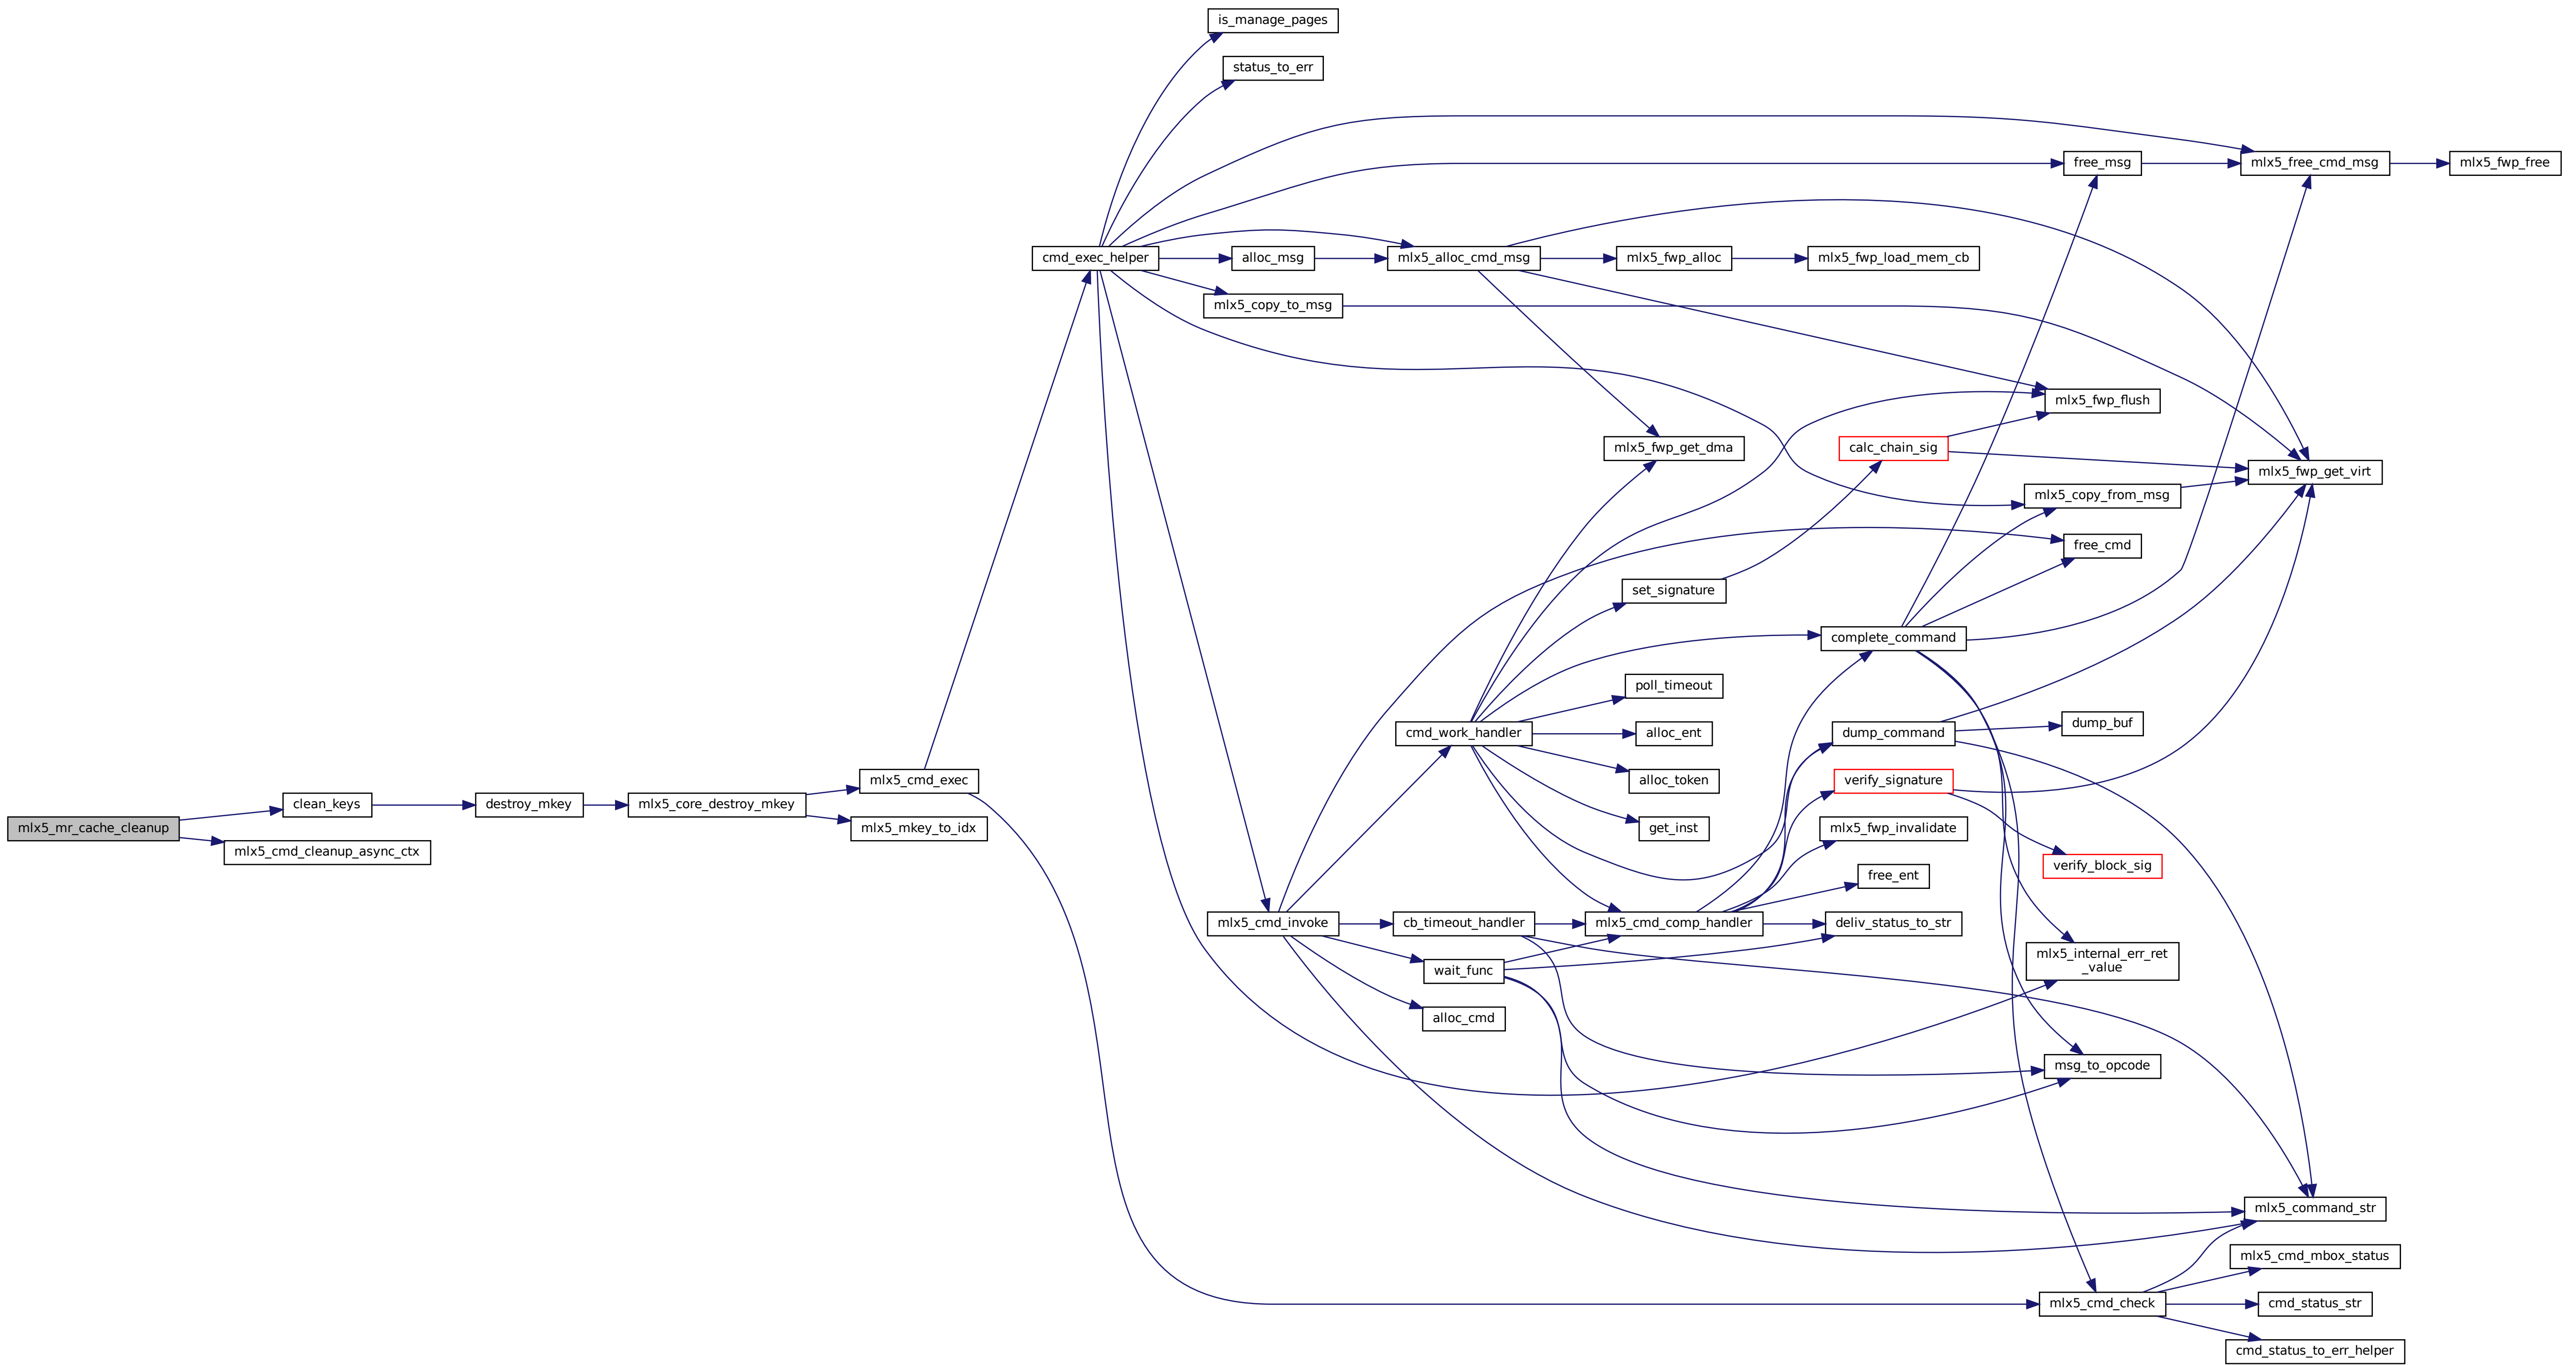 is_manage_pages
status_to_err
free_msg
mlx5_free_cmd_msg
mlx5_fwp_free
cmd_exec_helper
alloc_msg
mlx5_alloc_cmd_msg
mlx5_fwp_alloc
mlx5_fwp_load_mem_cb
mlx5_copy_to_msg
mlx5_fwp_flush
mlx5_fwp_get_dma
calc_chain_sig
mlx5_fwp_get_virt
mlx5_copy_from_msg
free_cmd
set_signature
complete_command
poll_timeout
cmd_work_handler
alloc_ent
dump_command
dump_buf
mlx5_cmd_exec
alloc_token
verify_signature
clean_keys
destroy_mkey
mlx5_core_destroy_mkey
mlx5_mr_cache_cleanup
mlx5_mkey_to_idx
get_inst
mlx5_fwp_invalidate
mlx5_cmd_cleanup_async_ctx
verify_block_sig
free_ent
mlx5_cmd_invoke
cb_timeout_handler
mlx5_cmd_comp_handler
deliv_status_to_str
mlx5_internal_err_ret
_value
wait_func
alloc_cmd
msg_to_opcode
mlx5_command_str
mlx5_cmd_mbox_status
mlx5_cmd_check
cmd_status_str
cmd_status_to_err_helper